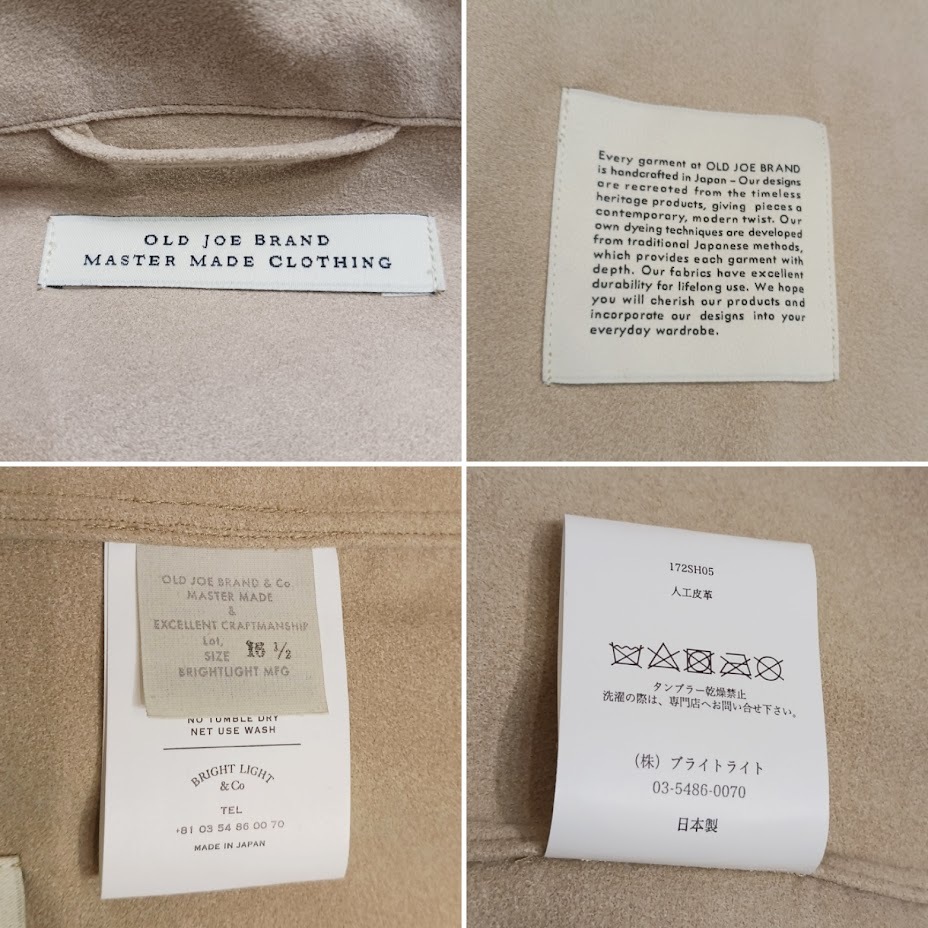 OLD JOE BRAND
MASTER MADE CLOTHING
Every garment at OLD JOE BRAND
is handcrafted in Japan – Our designs
are recreated from the timeless
heritage products, giving pieces a
contemporary, modern twist. Our
own dyeing techniques are developed
from traditional Japanese methods,
which provides each garment with
depth. Our fabrics have excellent
durability for lifelong use. We hope
you will cherish our products and
incorporate our designs into your
everyday wardrobe.
OLD JOE BRAND & Co.
MASTER MADE
&
EXCELLENT CRAFTMANSHIP
Lot,
SIZE 15 1/2
BRIGHTLIGHT MFG
NO TUMBLE DRY
NET USE WASH
BRIGHT LIGHT
& Co
TEL
+81 03 54 86 00 70
MADE IN JAPAN
172SH05
人工皮革
タンブラー乾燥禁止
洗濯の際は、専門店へお問い合せ下さい。
(株) ブライトライト
03-5486-0070
日本製